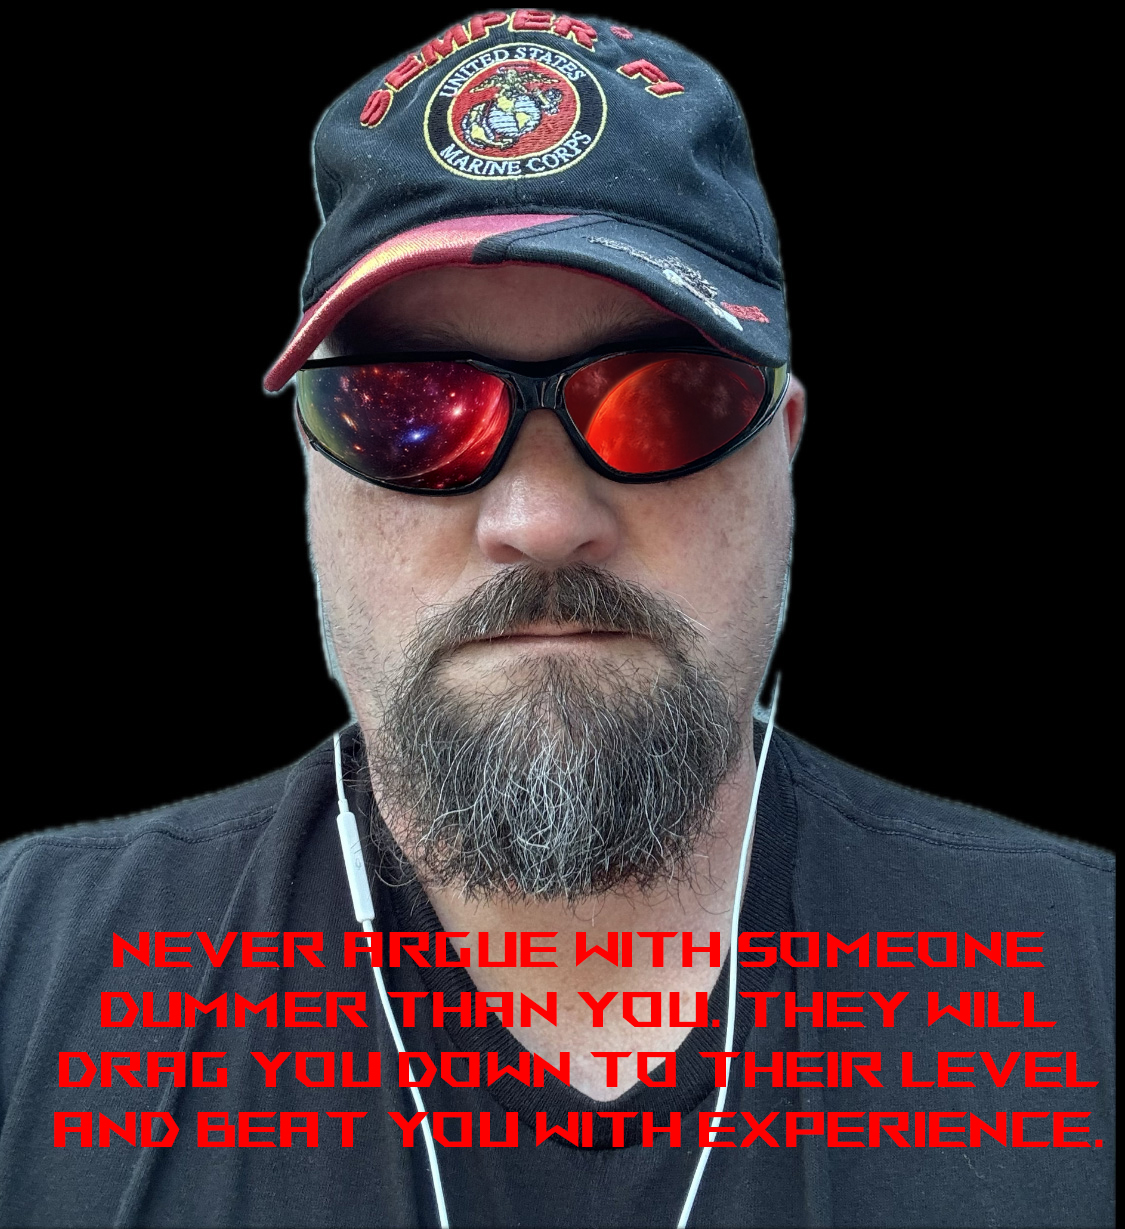 SEMPER FI
UNITED STATES
MARINE CORPS
NEVER ARGUE WITH SOMEONE
DUMMER THAN YOU. THEY WILL
DRAG YOU DOWN TO THEIR LEVEL
AND BEAT YOU WITH EXPERIENCE.